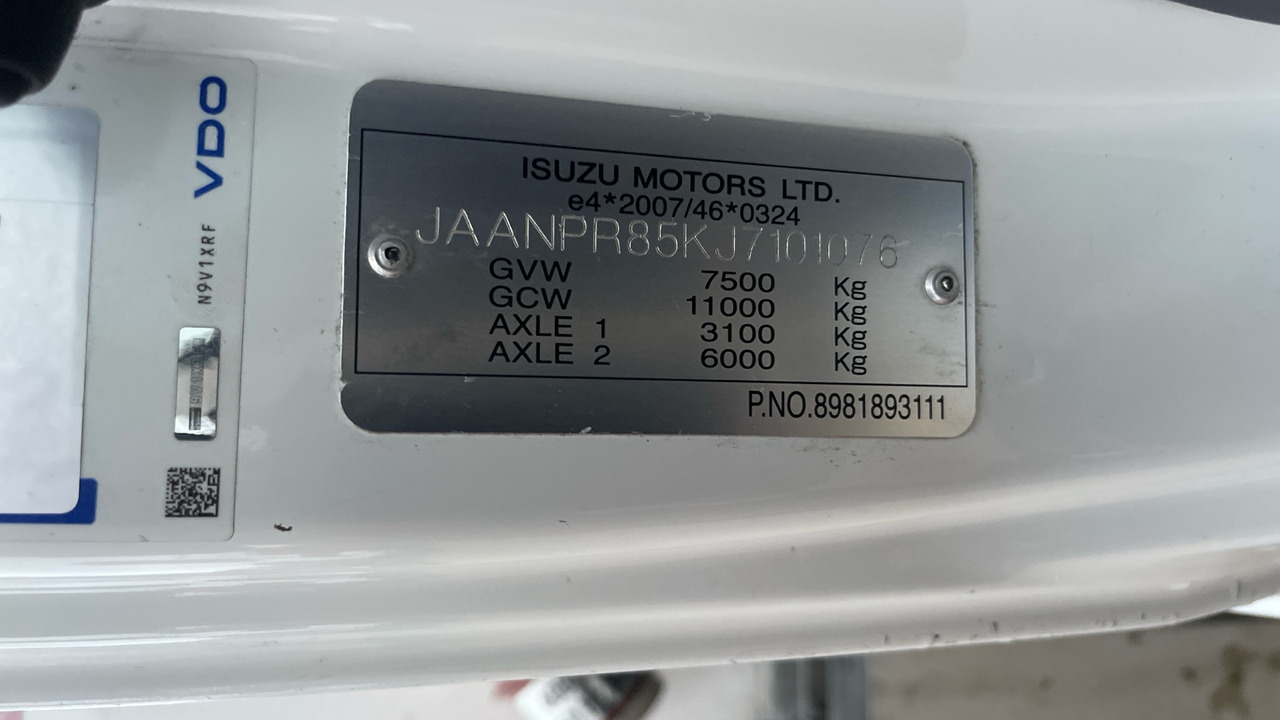 VDO
N9V1XRF
ISUZU MOTORS LTD.
e4*2007/46*0324
JAANPR85KJ7101076
GVW 7500 Kg
GCW 11000 Kg
AXLE 1 3100 Kg
AXLE 2 6000 Kg
P.NO.8981893111